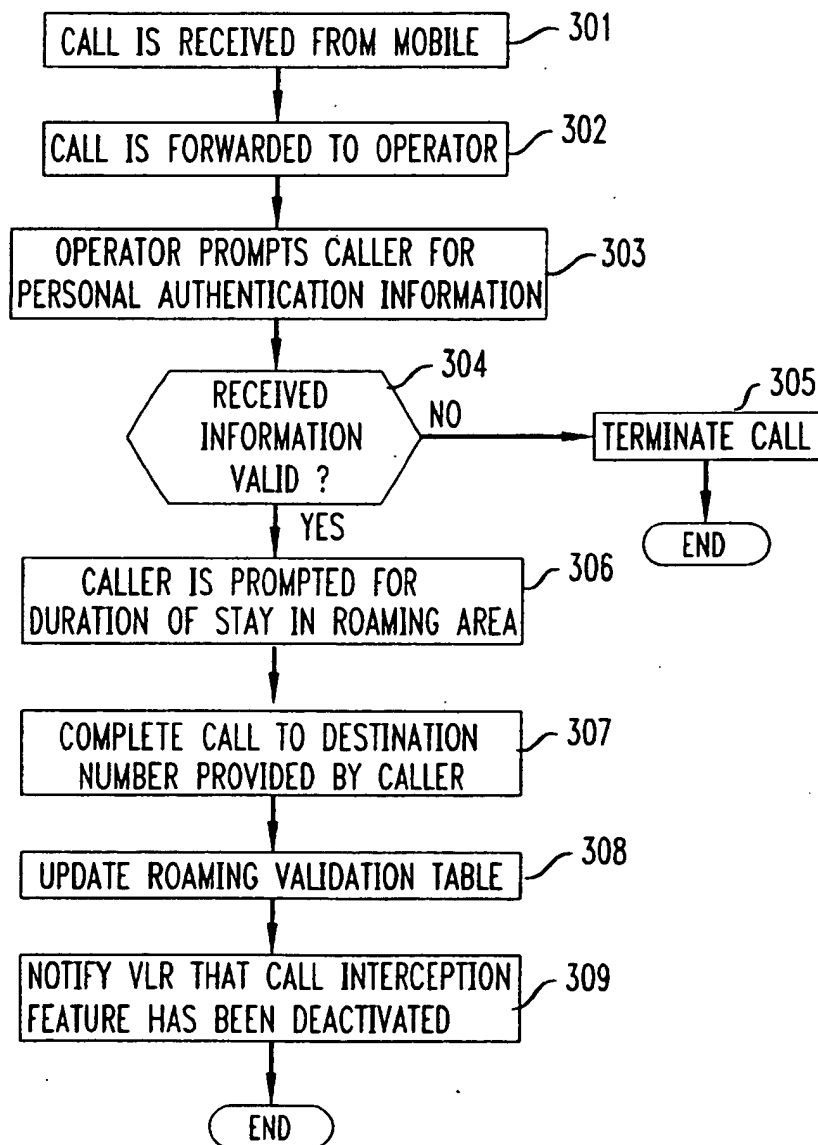 CALL IS RECEIVED FROM MOBILE
301
CALL IS FORWARDED TO OPERATOR
302
OPERATOR PROMPTS CALLER FOR
PERSONAL AUTHENTICATION INFORMATION
303
304
RECEIVED
INFORMATION
VALID ?
NO
305
TERMINATE CALL
END
YES
CALLER IS PROMPTED FOR
DURATION OF STAY IN ROAMING AREA
306
COMPLETE CALL TO DESTINATION
NUMBER PROVIDED BY CALLER
307
UPDATE ROAMING VALIDATION TABLE
308
NOTIFY VLR THAT CALL INTERCEPTION
FEATURE HAS BEEN DEACTIVATED
309
END